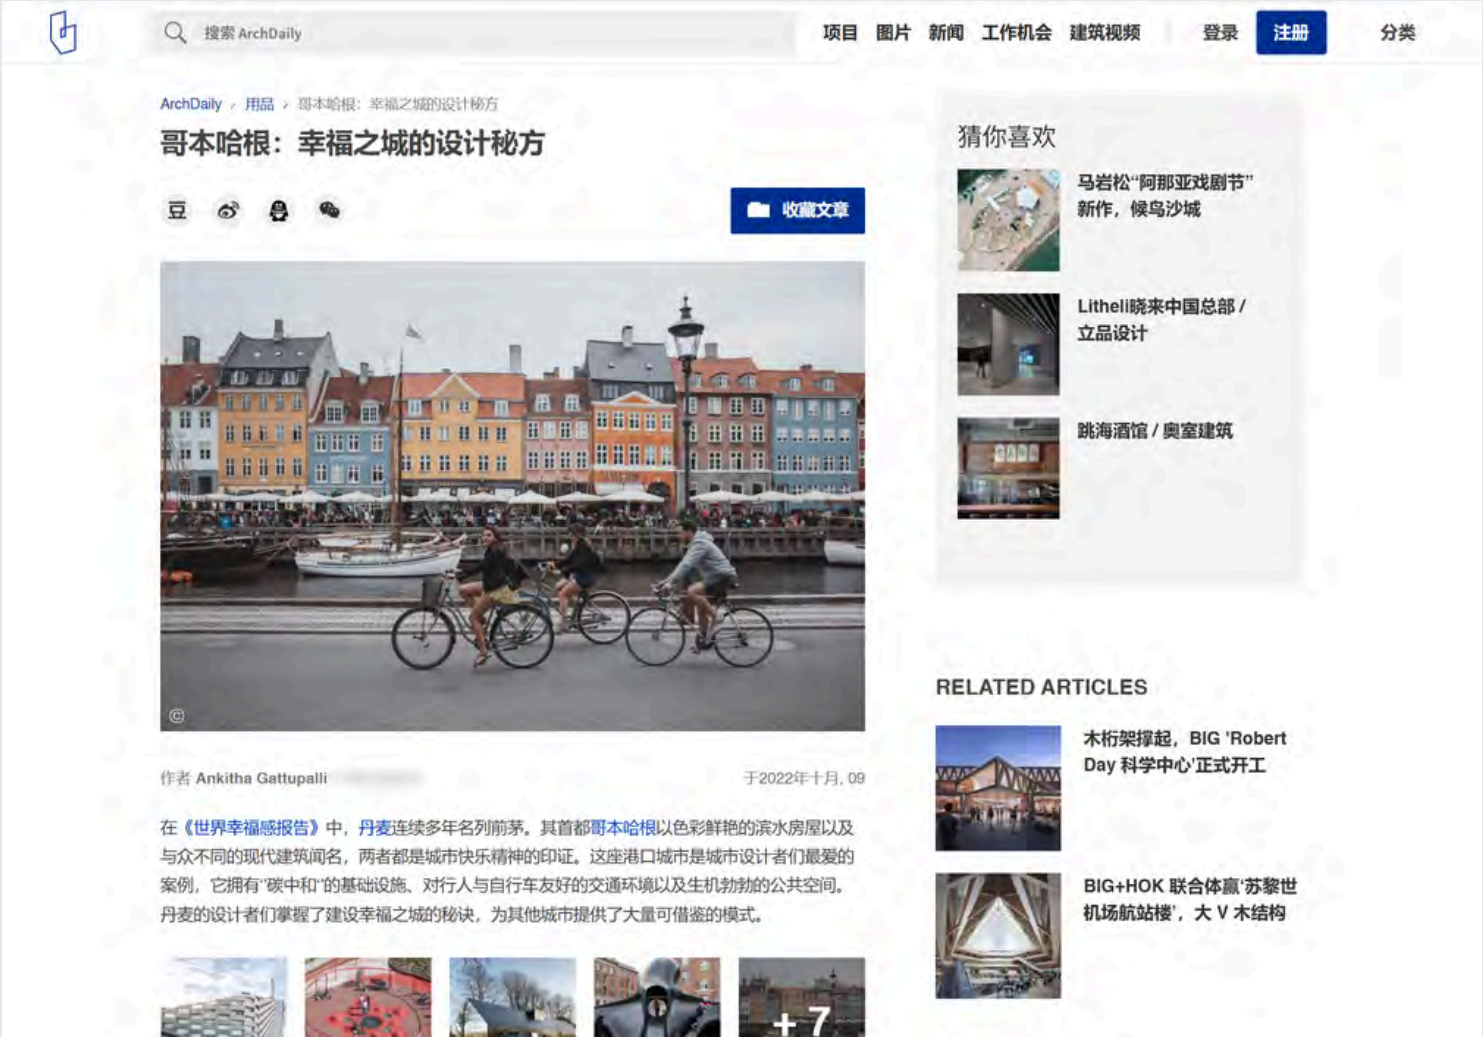 搜索 ArchDaily
项目 图片 新闻 工作机会 建筑视频 登录 注册 分类
ArchDaily › 用品 › 哥本哈根：幸福之城的设计秘方
哥本哈根：幸福之城的设计秘方
豆
收藏文章
©
作者 Ankitha Gattupalli
于2022年十月, 09
在《世界幸福感报告》中，丹麦连续多年名列前茅。其首都哥本哈根以色彩鲜艳的滨水房屋以及
与众不同的现代建筑闻名，两者都是城市快乐精神的印证。这座港口城市是城市设计者们最爱的
案例，它拥有“碳中和“的基础设施、对行人与自行车友好的交通环境以及生机勃勃的公共空间。
丹麦的设计者们掌握了建设幸福之城的秘诀，为其他城市提供了大量可借鉴的模式。
+ 7
猜你喜欢
马岩松“阿那亚戏剧节”
新作，候鸟沙城
Litheli晓来中国总部 /
立品设计
跳海酒馆 / 奥室建筑
RELATED ARTICLES
木桁架撑起，BIG 'Robert
Day 科学中心'正式开工
BIG+HOK 联合体赢‘苏黎世
机场航站楼’，大 V 木结构